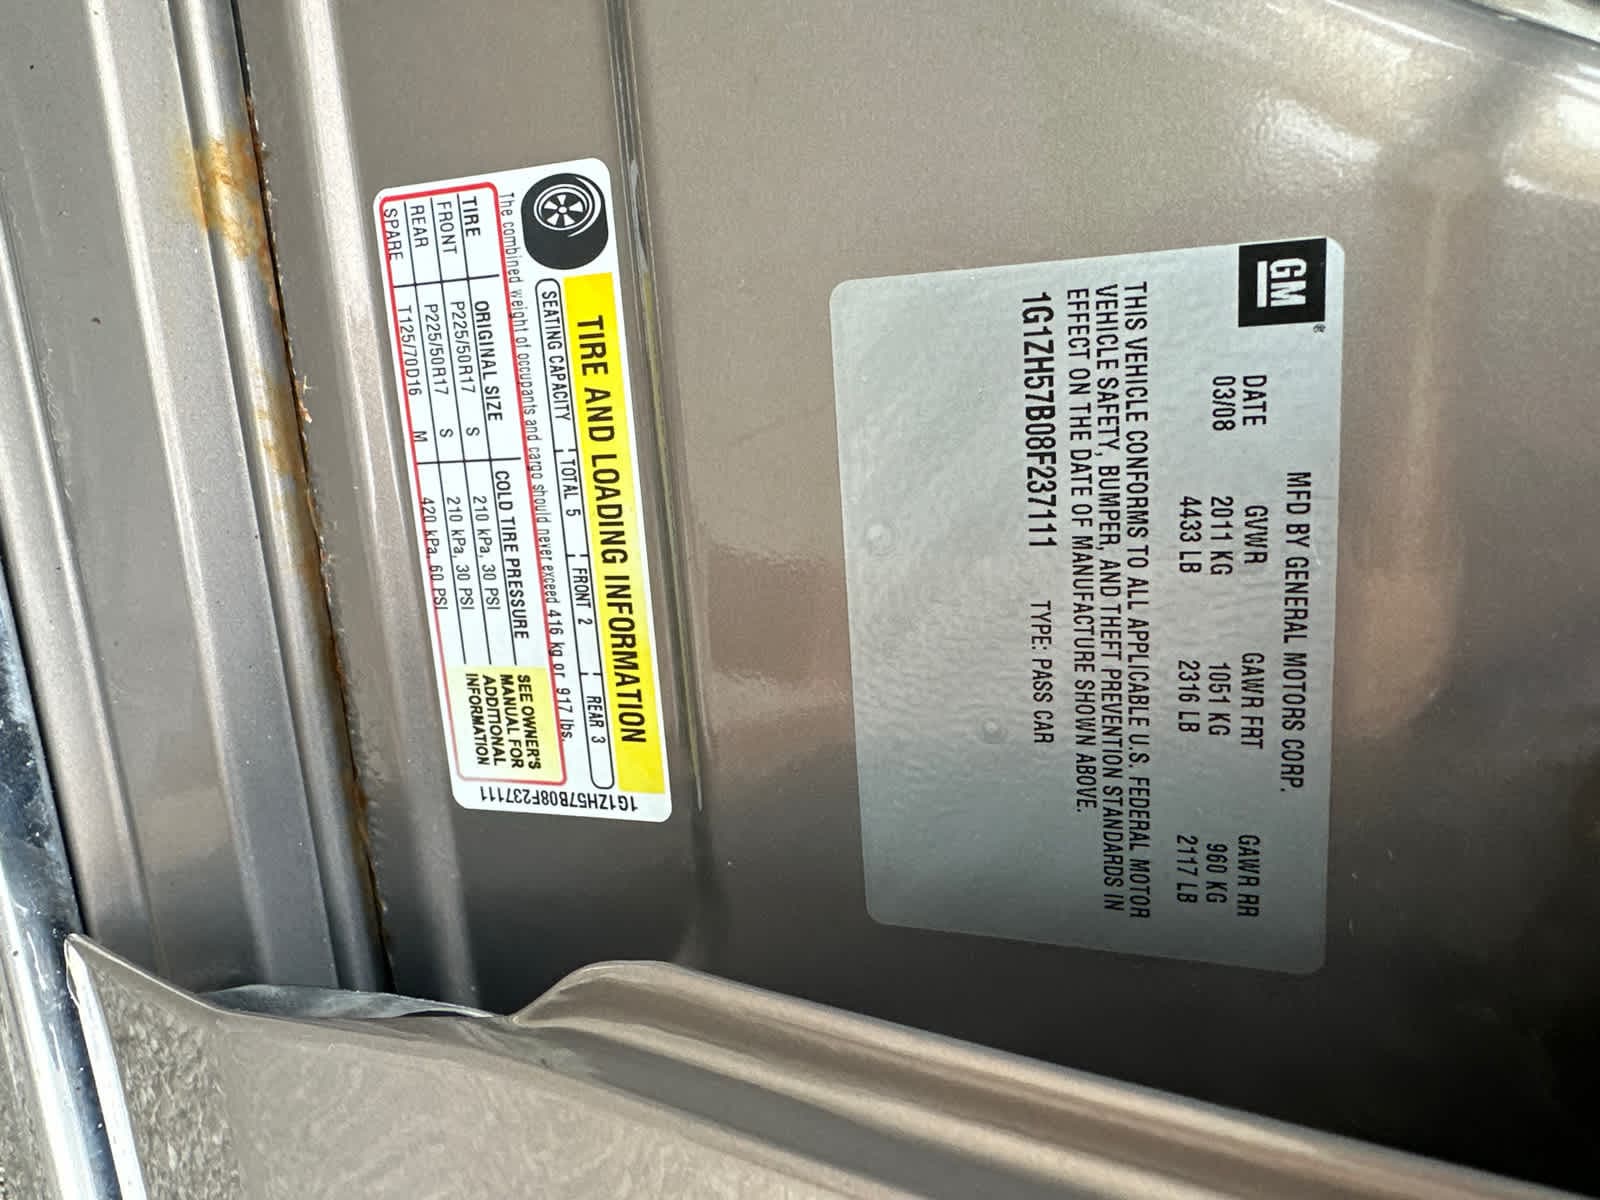 GM®
MFD BY GENERAL MOTORS CORP.
DATE GVWR GAWR FRT GAWR RR
03/08 2011 KG 1051 KG 960 KG
4433 LB 2316 LB 2117 LB
THIS VEHICLE CONFORMS TO ALL APPLICABLE U.S. FEDERAL MOTOR
VEHICLE SAFETY, BUMPER, AND THEFT PREVENTION STANDARDS IN
EFFECT ON THE DATE OF MANUFACTURE SHOWN ABOVE.
1G1ZH57B08F237111 TYPE: PASS CAR
TIRE AND LOADING INFORMATION
SEATING CAPACITY TOTAL 5 FRONT 2 REAR 3
The combined weight of occupants and cargo should never exceed 416 kg or 917 lbs.
TIRE ORIGINAL SIZE COLD TIRE PRESSURE
FRONT P225/50R17 S 210 kPa, 30 PSI
REAR P225/50R17 S 210 kPa, 30 PSI
SPARE T125/70D16 M 420 kPa, 60 PSI
SEE OWNER'S
MANUAL FOR
ADDITIONAL
INFORMATION
1G1ZH57B08F237111